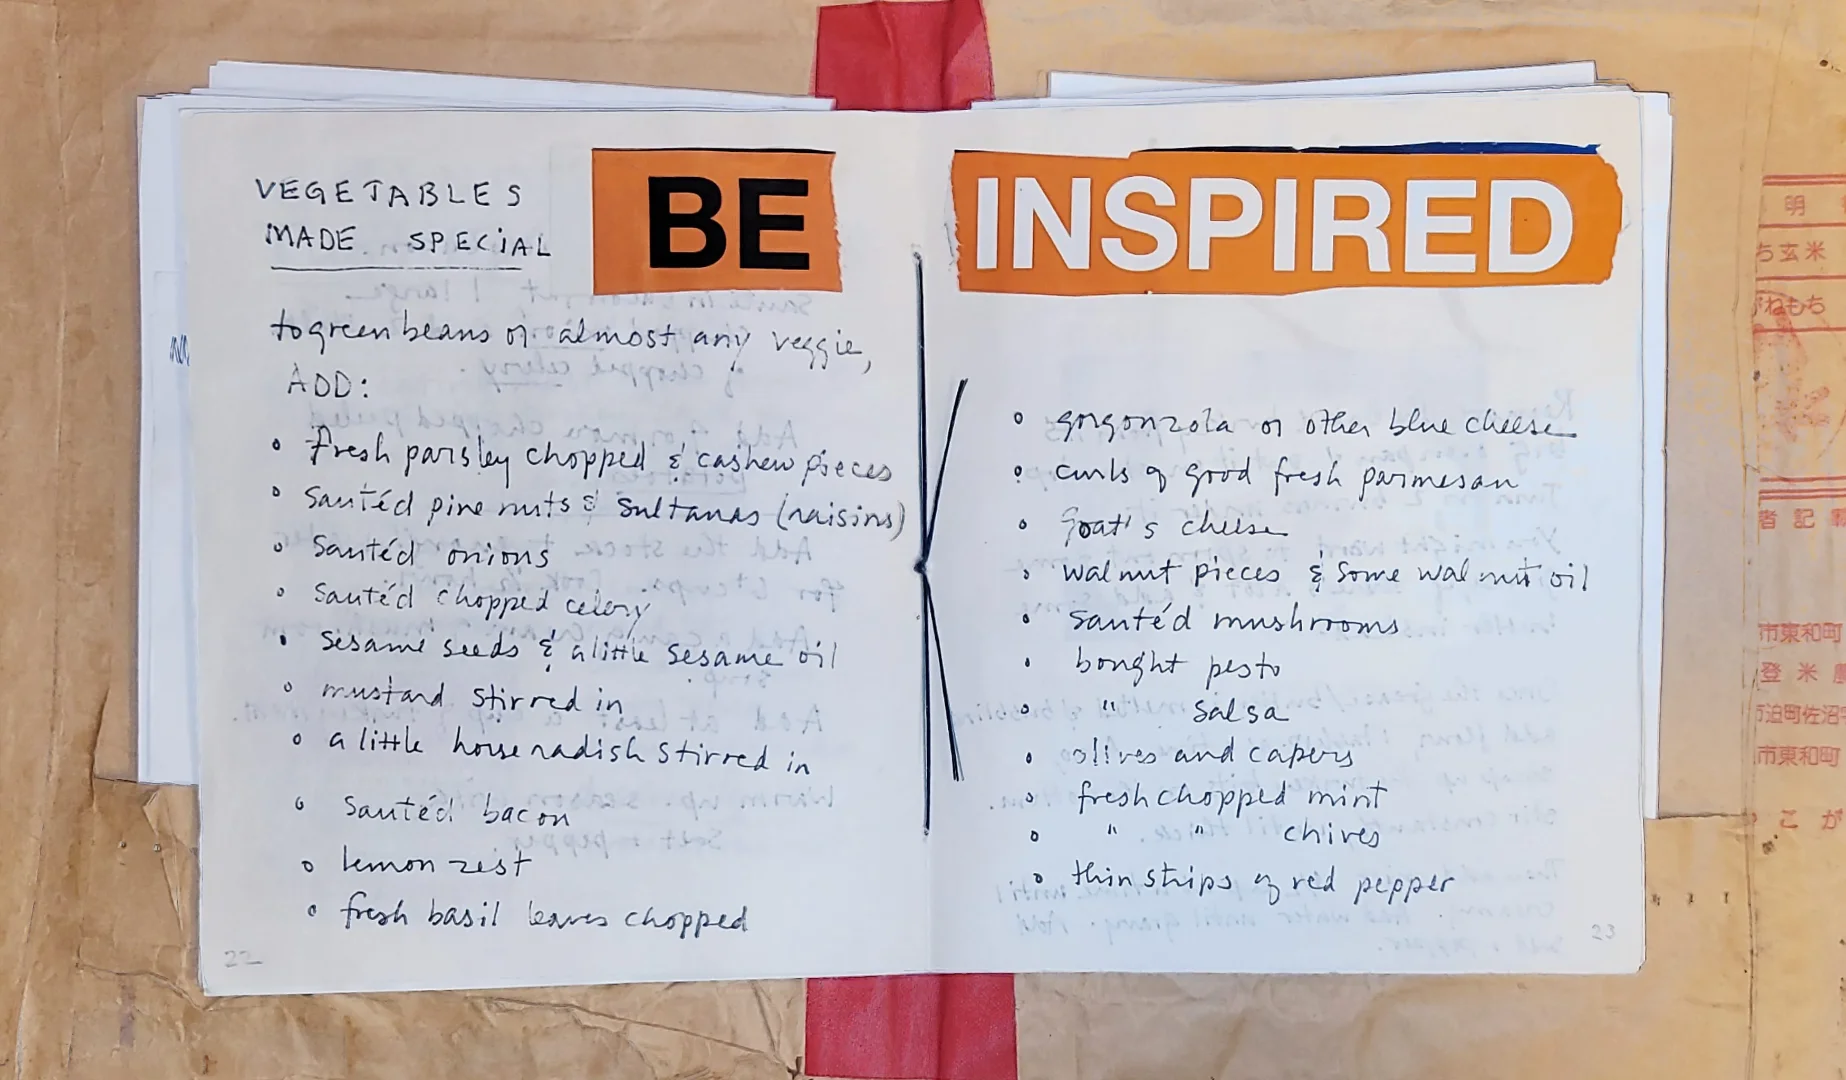 VEGETABLES
MADE SPECIAL
BE
to green beans or almost any veggie,
ADD:
° Fresh parsley chopped & cashew pieces
° Sautéd pine nuts & Sultanas (raisins)
° Sautéd onions
° Sautéd chopped celery
° Sesame seeds & a little sesame oil
° mustard stirred in
° a little horseradish stirred in
° Sautéd bacon
° lemon zest
° fresh basil leaves chopped
22
INSPIRED
° gorgonzola or other blue cheese
° curls of good fresh parmesan
° goat's cheese
° walnut pieces & some walnut oil
° sautéd mushrooms
° bought pesto
° " salsa
° olives and capers
° fresh chopped mint
° " " chives
° thin strips of red pepper
23
明
ち玄米
がねもち
者記
市東和町
登米
市迫町佐沼
市東和町
こが